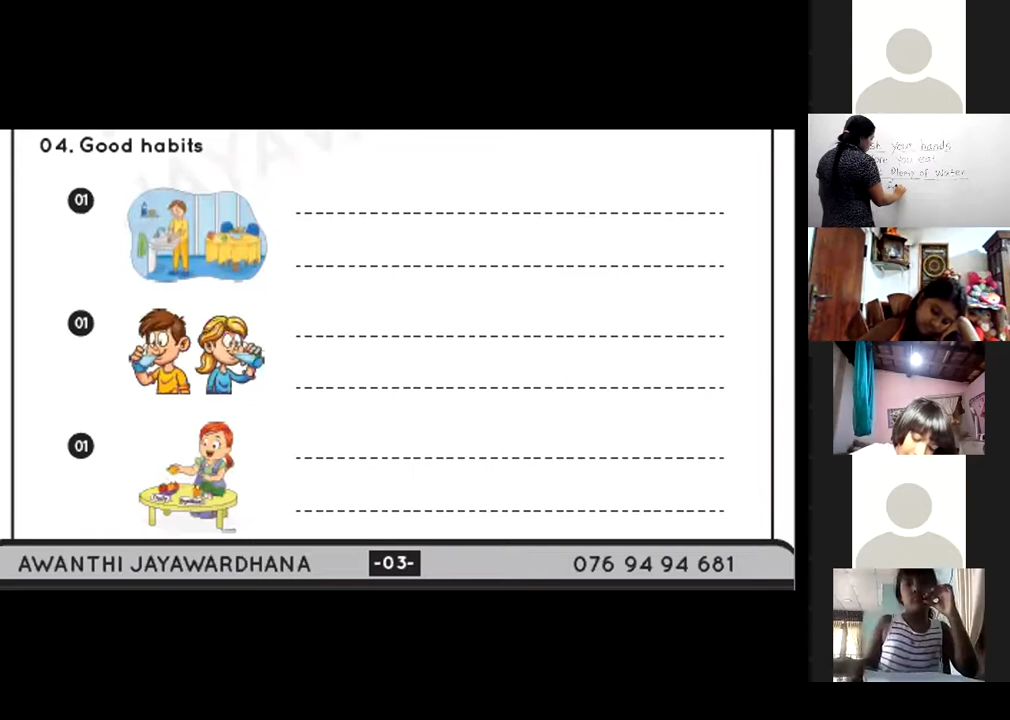 04. Good habits
01
01
01
AWANTHI JAYAWARDHANA
-03-
076 94 94 681
your hands
you eat
Plenty of water